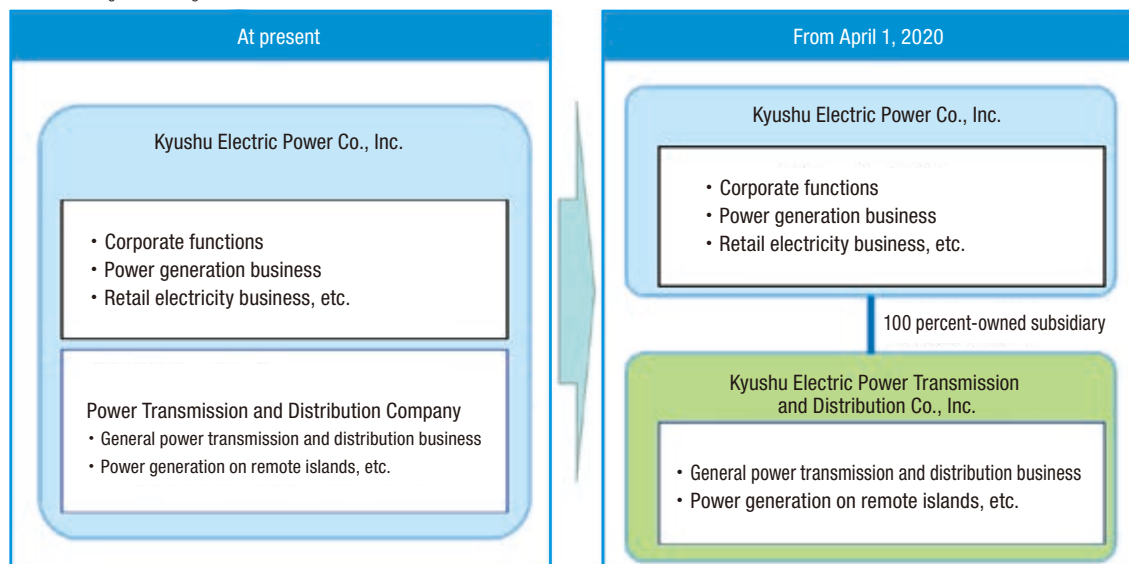 At present
Kyushu Electric Power Co., Inc.
・Corporate functions
・Power generation business
・Retail electricity business, etc.
Power Transmission and Distribution Company
・General power transmission and distribution business
・Power generation on remote islands, etc.
From April 1, 2020
Kyushu Electric Power Co., Inc.
・Corporate functions
・Power generation business
・Retail electricity business, etc.
100 percent-owned subsidiary
Kyushu Electric Power Transmission
and Distribution Co., Inc.
・General power transmission and distribution business
・Power generation on remote islands, etc.